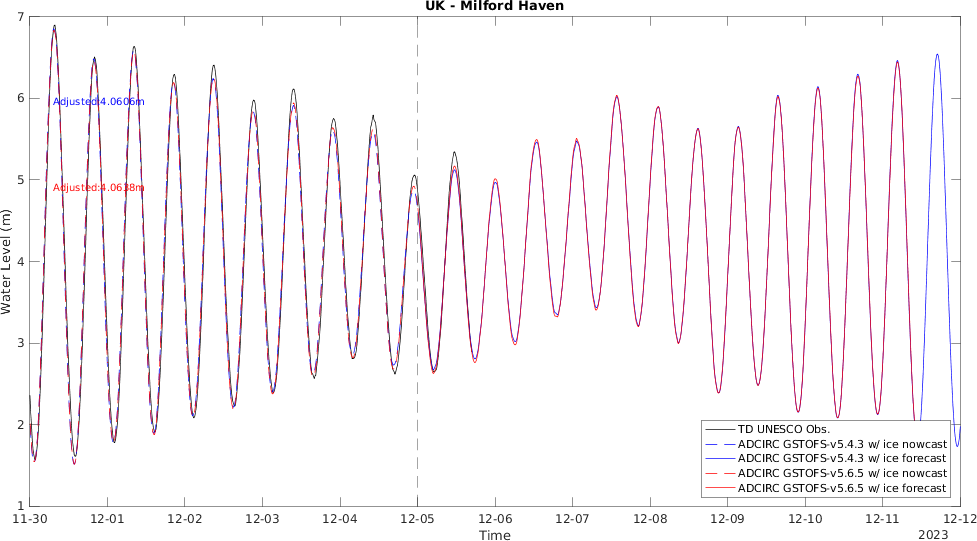 UK - Milford Haven
7
6
5
4
3
2
1
Water Level (m)
Adjusted:4.0606m
Adjusted:4.0638m
TD UNESCO Obs.
ADCIRC GSTOFS-v5.4.3 w/ ice nowcast
ADCIRC GSTOFS-v5.4.3 w/ ice forecast
ADCIRC GSTOFS-v5.6.5 w/ ice nowcast
ADCIRC GSTOFS-v5.6.5 w/ ice forecast
11-30 12-01 12-02 12-03 12-04 12-05 12-06 12-07 12-08 12-09 12-10 12-11 12-12
Time
2023